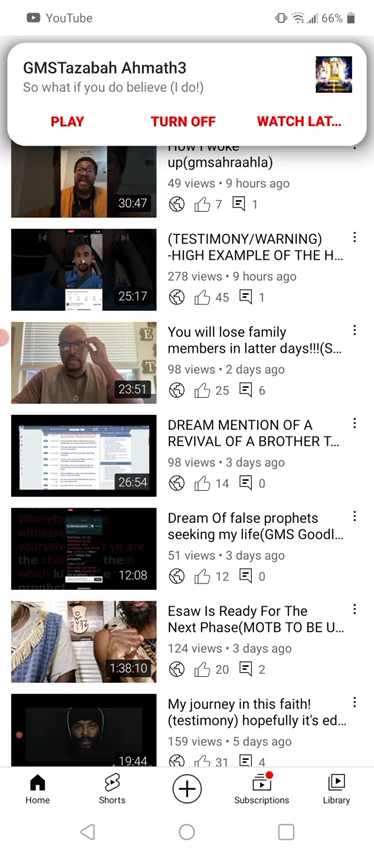 YouTube
66%
GMSTazabah Ahmath3
So what if you do believe (I do!)
PLAY
TURN OFF
WATCH LAT...
How I woke
up(gmsahraahla)
49 views • 9 hours ago
7
1
30:47
(TESTIMONY/WARNING)
-HIGH EXAMPLE OF THE H...
278 views • 9 hours ago
45
1
25:17
You will lose family
members in latter days!!!(S...
98 views • 2 days ago
25
6
23:51
DREAM MENTION OF A
REVIVAL OF A BROTHER T...
98 views • 3 days ago
14
0
26:54
Dream Of false prophets
seeking my life(GMS Goodl...
51 views • 3 days ago
12
0
12:08
Esaw Is Ready For The
Next Phase(MOTB TO BE U...
124 views • 3 days ago
20
2
1:38:10
My journey in this faith!
(testimony) hopefully it's ed...
159 views • 5 days ago
31
4
19:44
Home
Shorts
Subscriptions
Library